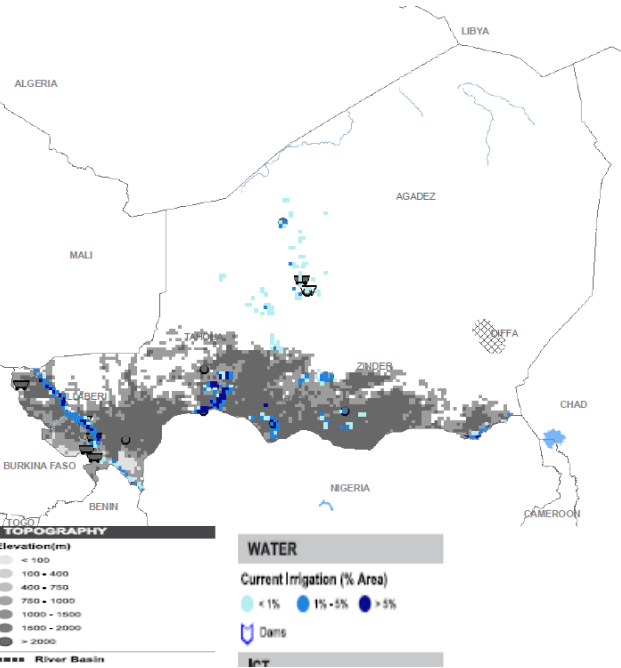 LIBYA
ALGERIA
AGADEZ
MALI
DIFFA
TAHOUA
ZINDER
LLABERI
CHAD
BURKINA FASO
NIGERIA
BENIN
TOGO
CAMEROON
TOPOGRAPHY
Elevation(m)
< 100
100 - 400
400 - 750
750 - 1000
1000 - 1500
1500 - 2000
> 2000
River Basin
WATER
Current Irrigation (% Area)
< 1%
1% - 5%
> 5%
Dams
ICT